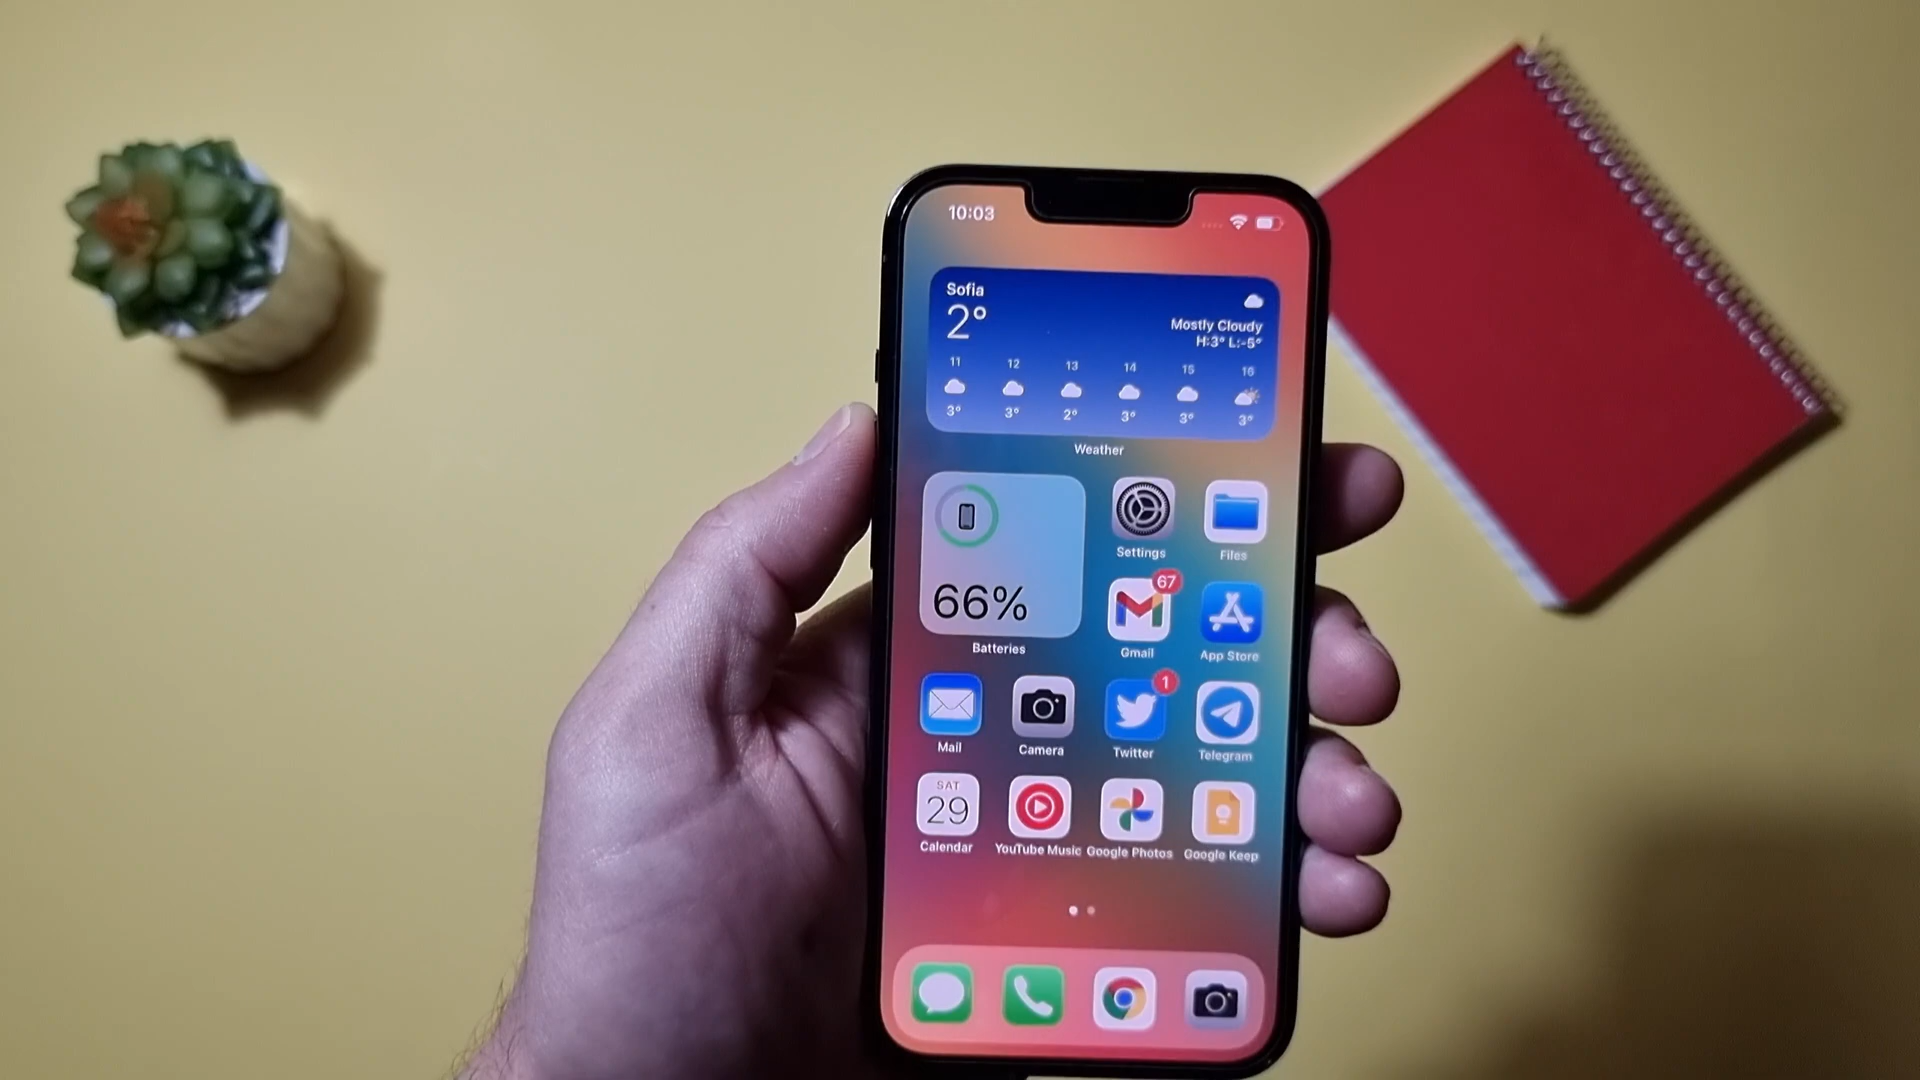 10:03
Sofia
2°
Mostly Cloudy
H:3° L:-5°
11 12 13 14 15 16
3° 3° 2° 3° 3° 3°
Weather
66%
Batteries
Settings Files
67
Gmail App Store
1
Mail Camera Twitter Telegram
SAT
29
Calendar YouTube Music Google Photos Google Keep